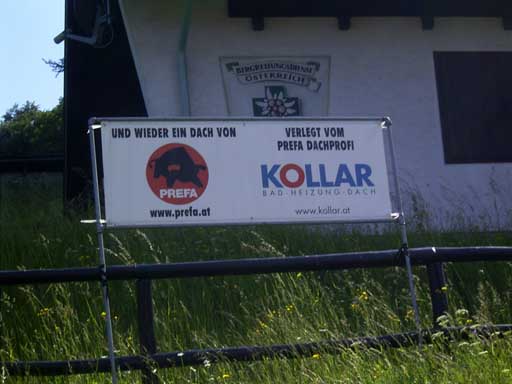 BERGRETTUNGSDIENST
ÖSTERREICH
UND WIEDER EIN DACH VON
PREFA
www.prefa.at
VERLEGT VOM
PREFA DACHPROFI
KOLLAR
BAD-HEIZUNG-DACH
www.kollar.at